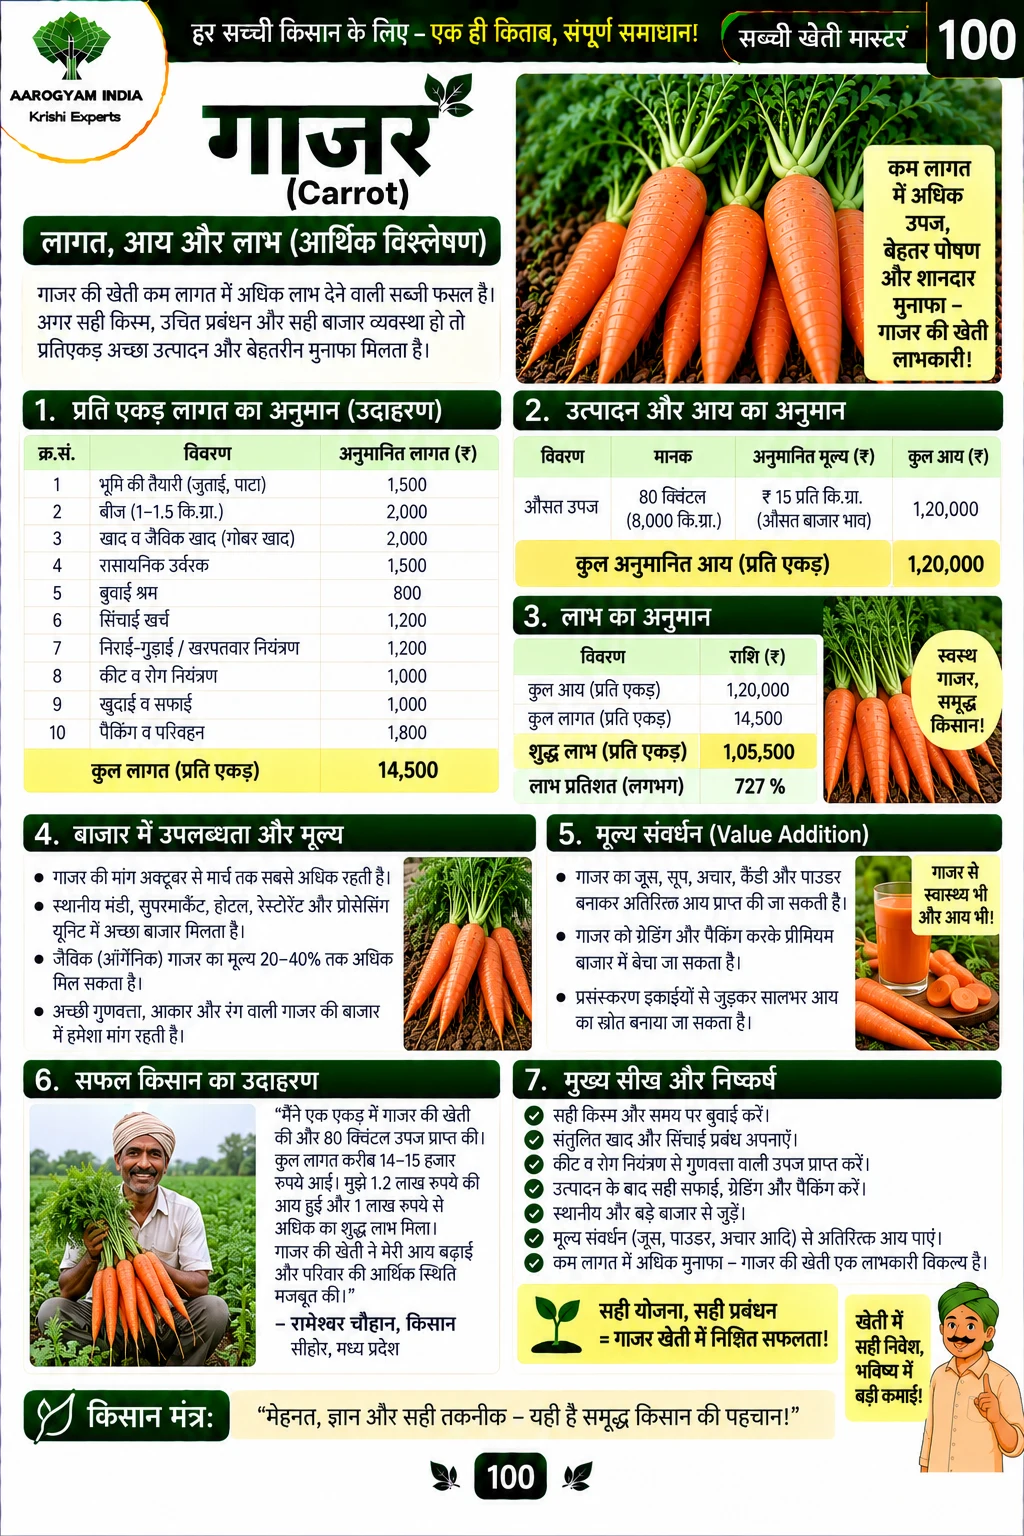 हर सच्ची किसान के लिए – एक ही किताब, संपूर्ण समाधान!
सब्ची खेती मास्टर
100
AAROGYAM INDIA
Krishi Experts
गाजर
(Carrot)
लागत, आय और लाभ (आर्थिक विश्लेषण)
गाजर की खेती कम लागत में अधिक लाभ देने वाली सब्जी फसल है।
अगर सही किस्म, उचित प्रबंधन और सही बाजार व्यवस्था हो तो
प्रतिएकड़ अच्छा उत्पादन और बेहतरीन मुनाफा मिलता है।
कम लागत
में अधिक
उपज,
बेहतर पोषण
और शानदार
मुनाफा –
गाजर की खेती
लाभकारी!
1. प्रति एकड़ लागत का अनुमान (उदाहरण)
क्र.सं. विवरण अनुमानित लागत (₹)
1 भूमि की तैयारी (जुताई, पाटा) 1,500
2 बीज (1–1.5 कि.ग्रा.) 2,000
3 खाद व जैविक खाद (गोबर खाद) 2,000
4 रासायनिक उर्वरक 1,500
5 बुवाई श्रम 800
6 सिंचाई खर्च 1,200
7 निराई-गुड़ाई / खरपतवार नियंत्रण 1,200
8 कीट व रोग नियंत्रण 1,000
9 खुदाई व सफाई 1,000
10 पैकिंग व परिवहन 1,800
कुल लागत (प्रति एकड़) 14,500
2. उत्पादन और आय का अनुमान
विवरण मानक अनुमानित मूल्य (₹) कुल आय (₹)
औसत उपज 80 क्विंटल (8,000 कि.ग्रा.) ₹ 15 प्रति कि.ग्रा. (औसत बाजार भाव) 1,20,000
कुल अनुमानित आय (प्रति एकड़) 1,20,000
3. लाभ का अनुमान
विवरण राशि (₹)
कुल आय (प्रति एकड़) 1,20,000
कुल लागत (प्रति एकड़) 14,500
शुद्ध लाभ (प्रति एकड़) 1,05,500
लाभ प्रतिशत (लगभग) 727 %
स्वस्थ
गाजर,
समृद्ध
किसान!
4. बाजार में उपलब्धता और मूल्य
● गाजर की मांग अक्टूबर से मार्च तक सबसे अधिक रहती है।
● स्थानीय मंडी, सुपरमार्केट, होटल, रेस्टोरेंट और प्रोसेसिंग
यूनिट में अच्छा बाजार मिलता है।
● जैविक (ऑर्गेनिक) गाजर का मूल्य 20–40% तक अधिक
मिल सकता है।
● अच्छी गुणवत्ता, आकार और रंग वाली गाजर की बाजार
में हमेशा मांग रहती है।
5. मूल्य संवर्धन (Value Addition)
● गाजर का जूस, सूप, अचार, कैंडी और पाउडर
बनाकर अतिरिक्त आय प्राप्त की जा सकती है।
● गाजर को ग्रेडिंग और पैकिंग करके प्रीमियम
बाजार में बेचा जा सकता है।
● प्रसंस्करण इकाईयों से जुड़कर सालभर आय
का स्रोत बनाया जा सकता है।
गाजर से
स्वास्थ्य भी
और आय भी!
6. सफल किसान का उदाहरण
“मैंने एक एकड़ में गाजर की खेती
की और 80 क्विंटल उपज प्राप्त की।
कुल लागत करीब 14–15 हजार
रुपये आई। मुझे 1.2 लाख रुपये की
आय हुई और 1 लाख रुपये से
अधिक का शुद्ध लाभ मिला।
गाजर की खेती ने मेरी आय बढ़ाई
और परिवार की आर्थिक स्थिति
मजबूत की।”
– रामेश्वर चौहान, किसान
सीहोर, मध्य प्रदेश
7. मुख्य सीख और निष्कर्ष
सही किस्म और समय पर बुवाई करें।
संतुलित खाद और सिंचाई प्रबंध अपनाएँ।
कीट व रोग नियंत्रण से गुणवत्ता वाली उपज प्राप्त करें।
उत्पादन के बाद सही सफाई, ग्रेडिंग और पैकिंग करें।
स्थानीय और बड़े बाजार से जुड़ें।
मूल्य संवर्धन (जूस, पाउडर, अचार आदि) से अतिरिक्त आय पाएं।
कम लागत में अधिक मुनाफा – गाजर की खेती एक लाभकारी विकल्प है।
सही योजना, सही प्रबंधन
= गाजर खेती में निश्चित सफलता!
खेती में
सही निवेश,
भविष्य में
बड़ी कमाई!
किसान मंत्र:
“मेहनत, ज्ञान और सही तकनीक – यही है समृद्ध किसान की पहचान!”
100